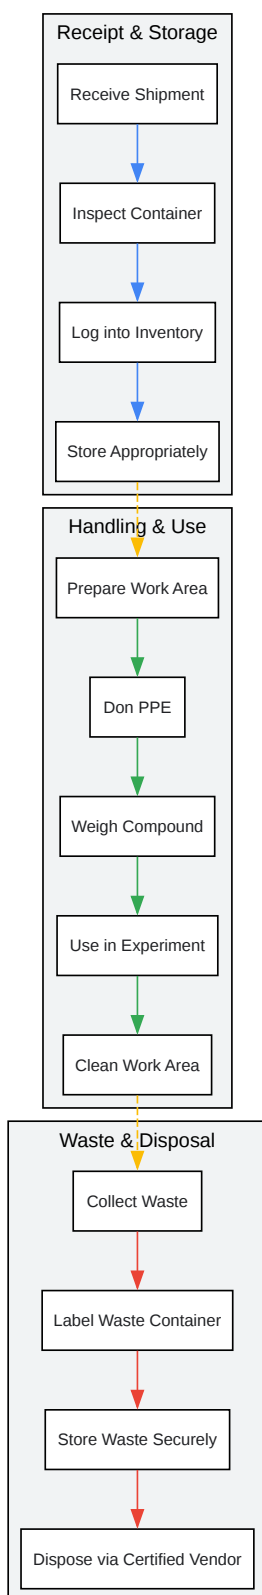 Receipt & Storage
Receive Shipment
Inspect Container
Log into Inventory
Store Appropriately
Handling & Use
Prepare Work Area
Don PPE
Weigh Compound
Use in Experiment
Clean Work Area
Waste & Disposal
Collect Waste
Label Waste Container
Store Waste Securely
Dispose via Certified Vendor